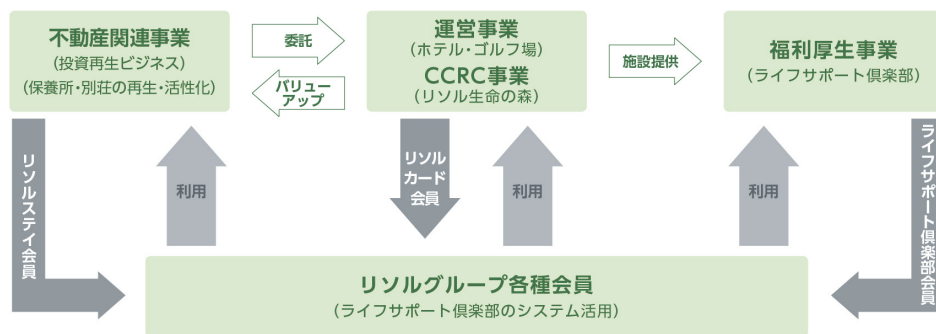 不動産関連事業
(投資再生ビジネス)
(保養所・別荘の再生・活性化)
委託
バリュー
アップ
運営事業
(ホテル・ゴルフ場)
CCRC事業
(リソル生命の森)
施設提供
福利厚生事業
(ライフサポート倶楽部)
リソルステイ会員
利用
リソル
カード
会員
利用
利用
ライフサポート倶楽部会員
リソルグループ各種会員
(ライフサポート倶楽部のシステム活用)